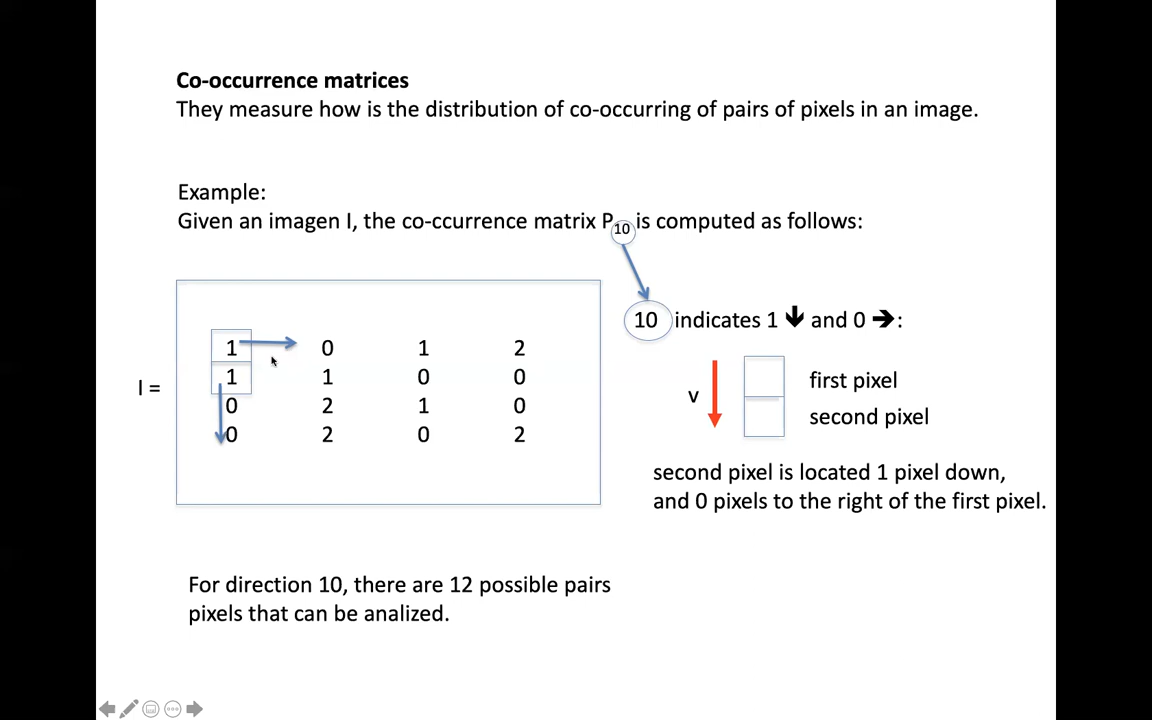 Co-occurrence matrices
They measure how is the distribution of co-occurring of pairs of pixels in an image.
Example:
Given an imagen I, the co-ccurrence matrix P10 is computed as follows:
10 indicates 1 🡇 and 0 ➔:
I =
1 0 1 2
1 1 0 0
0 2 1 0
0 2 0 2
v
first pixel
second pixel
second pixel is located 1 pixel down,
and 0 pixels to the right of the first pixel.
For direction 10, there are 12 possible pairs
pixels that can be analized.